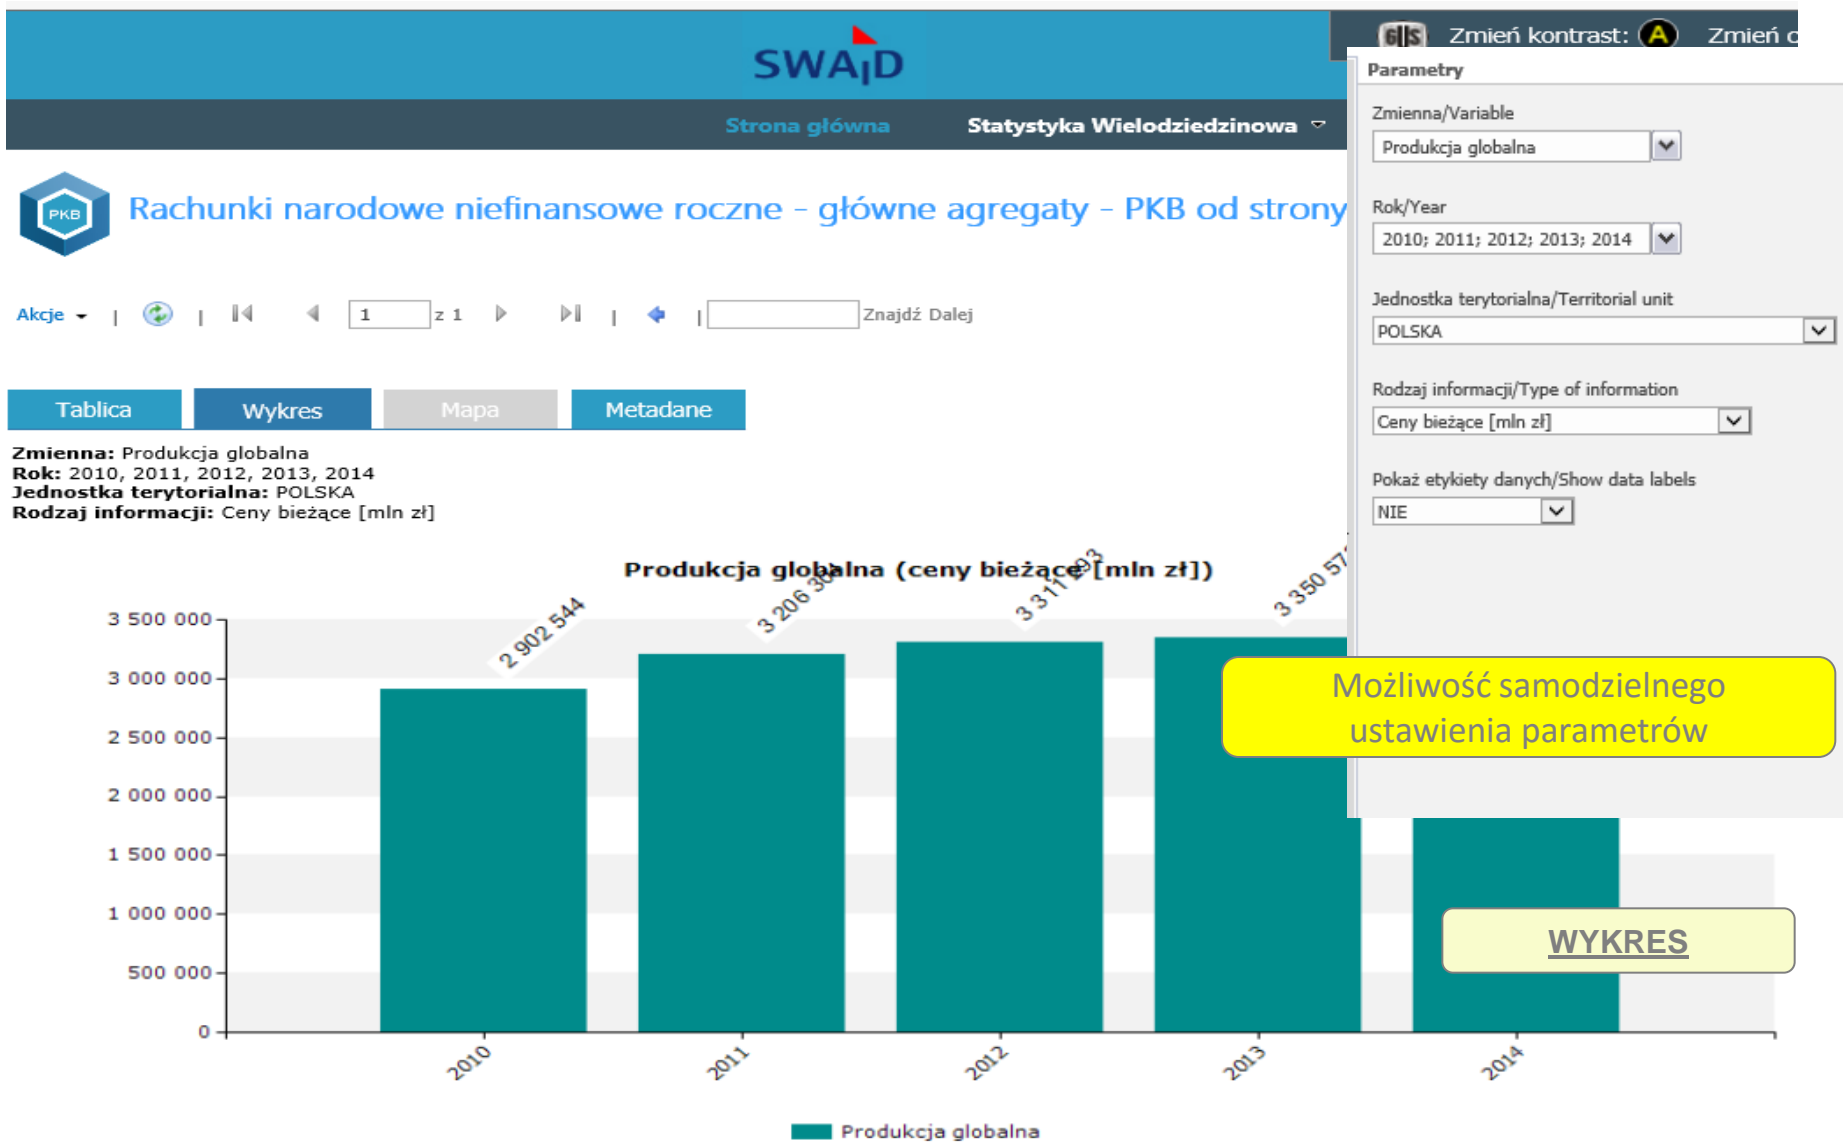 SWAiD
GUS Zmień kontrast: A Zmień
Strona główna Statystyka Wielodziedzinowa
PKB
Rachunki narodowe niefinansowe roczne - główne agregaty - PKB od strony
Akcje | | 1 z 1 | | Znajdź Dalej
Tablica Wykres Mapa Metadane
Zmienna: Produkcja globalna
Rok: 2010, 2011, 2012, 2013, 2014
Jednostka terytorialna: POLSKA
Rodzaj informacji: Ceny bieżące [mln zł]
Parametry
Zmienna/Variable
Produkcja globalna
Rok/Year
2010; 2011; 2012; 2013; 2014
Jednostka terytorialna/Territorial unit
POLSKA
Rodzaj informacji/Type of information
Ceny bieżące [mln zł]
Pokaż etykiety danych/Show data labels
NIE
Produkcja globalna (ceny bieżące [mln zł])
2 902 544
3 500 000
3 000 000
2 500 000
2 000 000
1 500 000
1 000 000
500 000
0
2010
2011
2012
2013
2014
Produkcja globalna
Możliwość samodzielnego
ustawienia parametrów
WYKRES